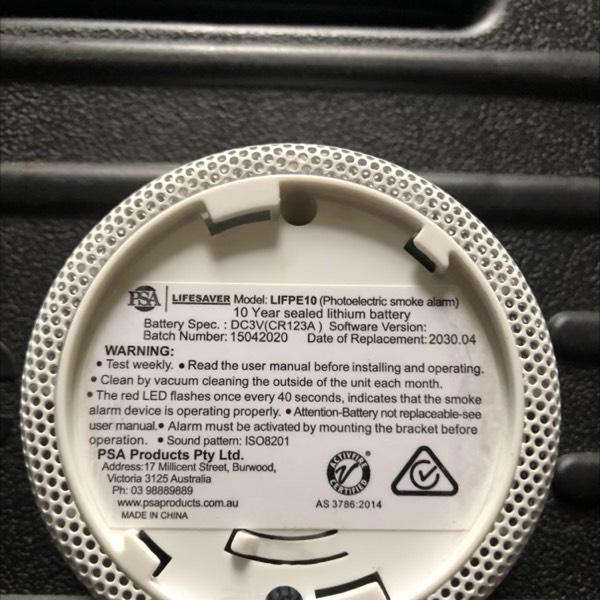 PSA LIFESAVER Model: LIFPE10 (Photoelectric smoke alarm)
10 Year sealed lithium battery
Battery Spec. : DC3V(CR123A ) Software Version:
Batch Number: 15042020 Date of Replacement: 2030.04
WARNING:
• Test weekly. • Read the user manual before installing and operating.
• Clean by vacuum cleaning the outside of the unit each month.
• The red LED flashes once every 40 seconds, indicates that the smoke
alarm device is operating properly. • Attention-Battery not replaceable-see
user manual.• Alarm must be activated by mounting the bracket before
operation. • Sound pattern: ISO8201
PSA Products Pty Ltd.
Address:17 Millicent Street, Burwood,
Victoria 3125 Australia
Ph: 03 98889889
www.psaproducts.com.au
MADE IN CHINA
ACTIVFIRE
CERTIFIED
AS 3786:2014